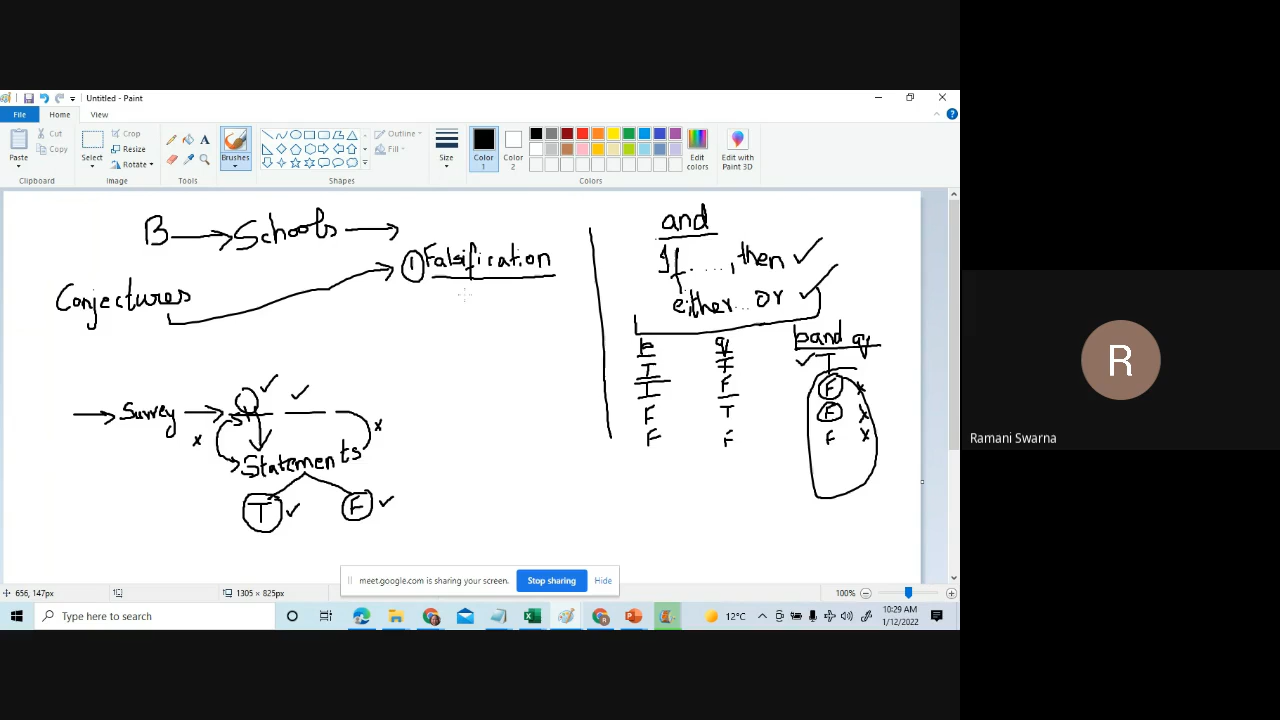 Untitled - Paint
File
Home
View
Paste
Cut
Copy
Clipboard
Select
Crop
Resize
Rotate
Image
Tools
Brushes
Shapes
Outline
Fill
Size
Color 1
Color 2
Edit colors
Edit with Paint 3D
Colors
B → Schools →
① Falsification
Conjectures
→ Survey →
Q
Statements
T
F
and
If ....., then
either... or
p q p and q
T T T
T F F
F T F
F F F
meet.google.com is sharing your screen.
Stop sharing
Hide
656, 147px
1305 × 825px
100%
Type here to search
12°C
10:29 AM
1/12/2022
R
Ramani Swarna